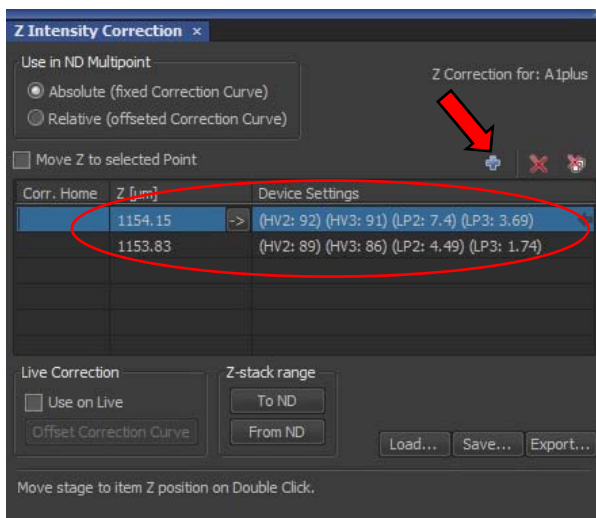 Z Intensity Correction ×
Use in ND Multipoint
Z Correction for: A1plus
Absolute (fixed Correction Curve)
Relative (offseted Correction Curve)
Move Z to selected Point
Corr. Home Z [µm] Device Settings
1154.15 -> (HV2: 92) (HV3: 91) (LP2: 7.4) (LP3: 3.69)
1153.83 (HV2: 89) (HV3: 86) (LP2: 4.49) (LP3: 1.74)
Live Correction Z-stack range
Use on Live To ND
Offset Correction Curve From ND Load... Save... Export...
Move stage to item Z position on Double Click.